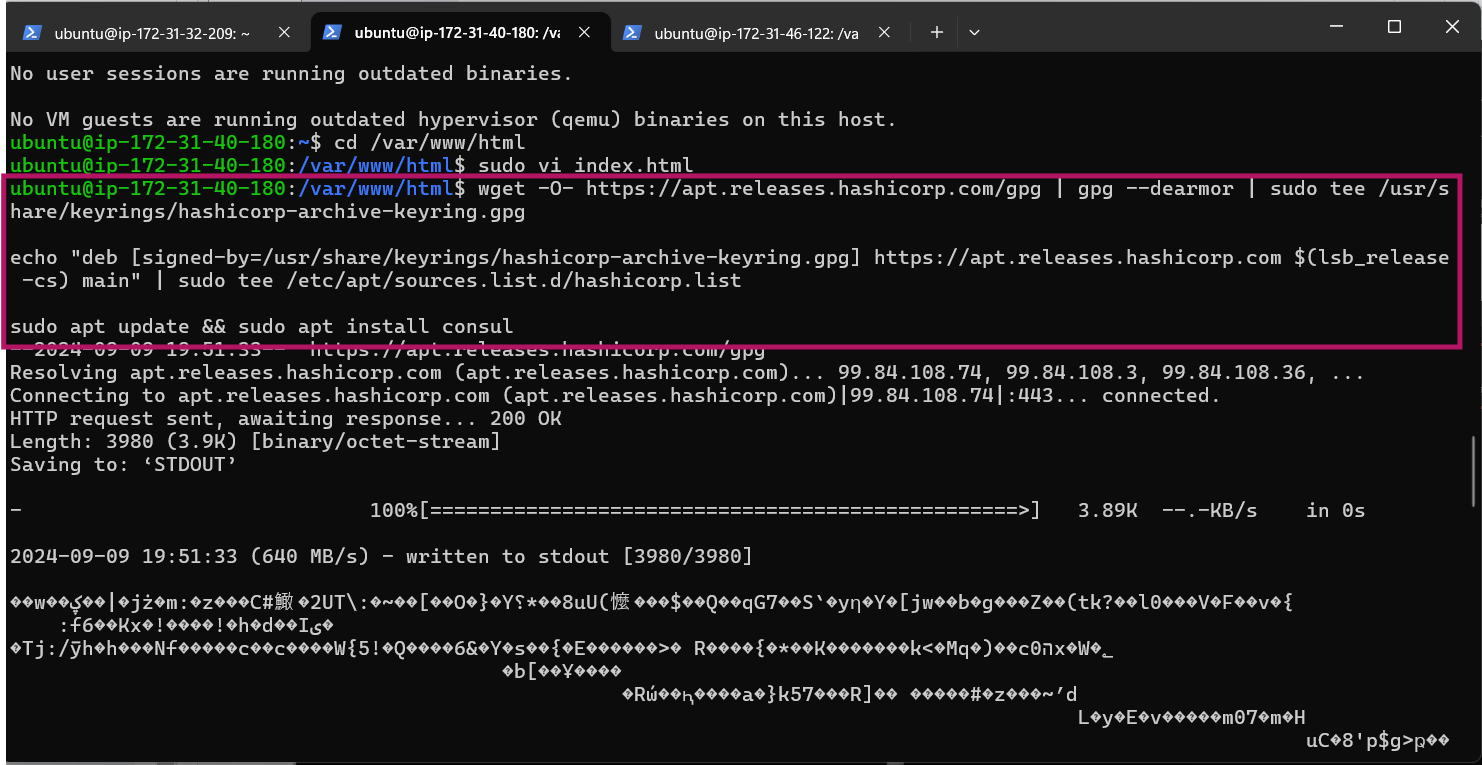 ubuntu@ip-172-31-32-209: ~
ubuntu@ip-172-31-40-180: /va
ubuntu@ip-172-31-46-122: /va
No user sessions are running outdated binaries.
No VM guests are running outdated hypervisor (qemu) binaries on this host.
ubuntu@ip-172-31-40-180:~$ cd /var/www/html
ubuntu@ip-172-31-40-180:/var/www/html$ sudo vi index.html
ubuntu@ip-172-31-40-180:/var/www/html$ wget -O- https://apt.releases.hashicorp.com/gpg | gpg --dearmor | sudo tee /usr/s
hare/keyrings/hashicorp-archive-keyring.gpg
echo "deb [signed-by=/usr/share/keyrings/hashicorp-archive-keyring.gpg] https://apt.releases.hashicorp.com $(lsb_release
-cs) main" | sudo tee /etc/apt/sources.list.d/hashicorp.list
sudo apt update && sudo apt install consul
--2024-09-09 19:51:33-- https://apt.releases.hashicorp.com/gpg
Resolving apt.releases.hashicorp.com (apt.releases.hashicorp.com)... 99.84.108.74, 99.84.108.3, 99.84.108.36, ...
Connecting to apt.releases.hashicorp.com (apt.releases.hashicorp.com)|99.84.108.74|:443... connected.
HTTP request sent, awaiting response... 200 OK
Length: 3980 (3.9K) [binary/octet-stream]
Saving to: ‘STDOUT’
- 100%[=================================================>] 3.89K --.-KB/s in 0s
2024-09-09 19:51:33 (640 MB/s) - written to stdout [3980/3980]